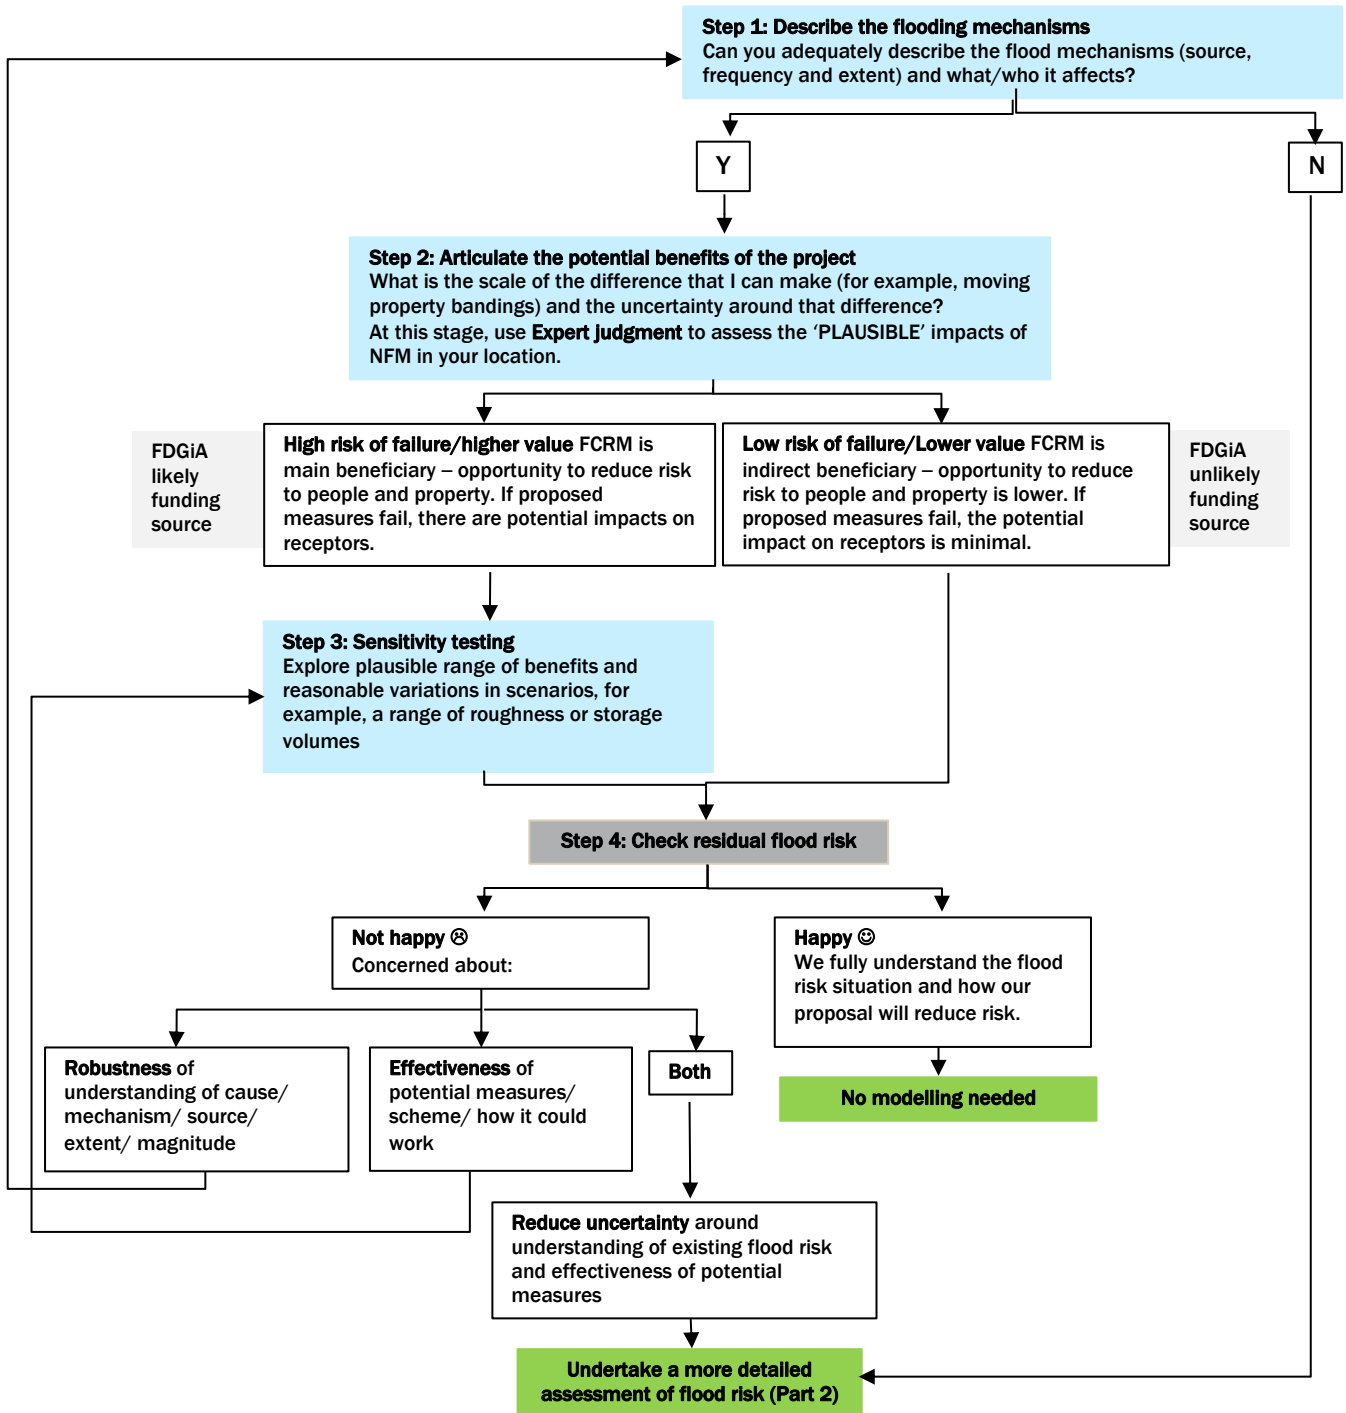 Step 1: Describe the flooding mechanisms
Can you adequately describe the flood mechanisms (source,
frequency and extent) and what/who it affects?
Y
N
Step 2: Articulate the potential benefits of the project
What is the scale of the difference that I can make (for example, moving
property bandings) and the uncertainty around that difference?
At this stage, use Expert judgment to assess the ‘PLAUSIBLE’ impacts of
NFM in your location.
FDGiA
likely
funding
source
High risk of failure/higher value FCRM is
main beneficiary – opportunity to reduce risk
to people and property. If proposed
measures fail, there are potential impacts on
receptors.
Low risk of failure/Lower value FCRM is
indirect beneficiary – opportunity to reduce
risk to people and property is lower. If
proposed measures fail, the potential
impact on receptors is minimal.
FDGiA
unlikely
funding
source
Step 3: Sensitivity testing
Explore plausible range of benefits and
reasonable variations in scenarios, for
example, a range of roughness or storage
volumes
Step 4: Check residual flood risk
Not happy ☹
Concerned about:
Happy ☺
We fully understand the flood
risk situation and how our
proposal will reduce risk.
Robustness of
understanding of cause/
mechanism/ source/
extent/ magnitude
Effectiveness of
potential measures/
scheme/ how it could
work
Both
No modelling needed
Reduce uncertainty around
understanding of existing flood risk
and effectiveness of potential
measures
Undertake a more detailed
assessment of flood risk (Part 2)